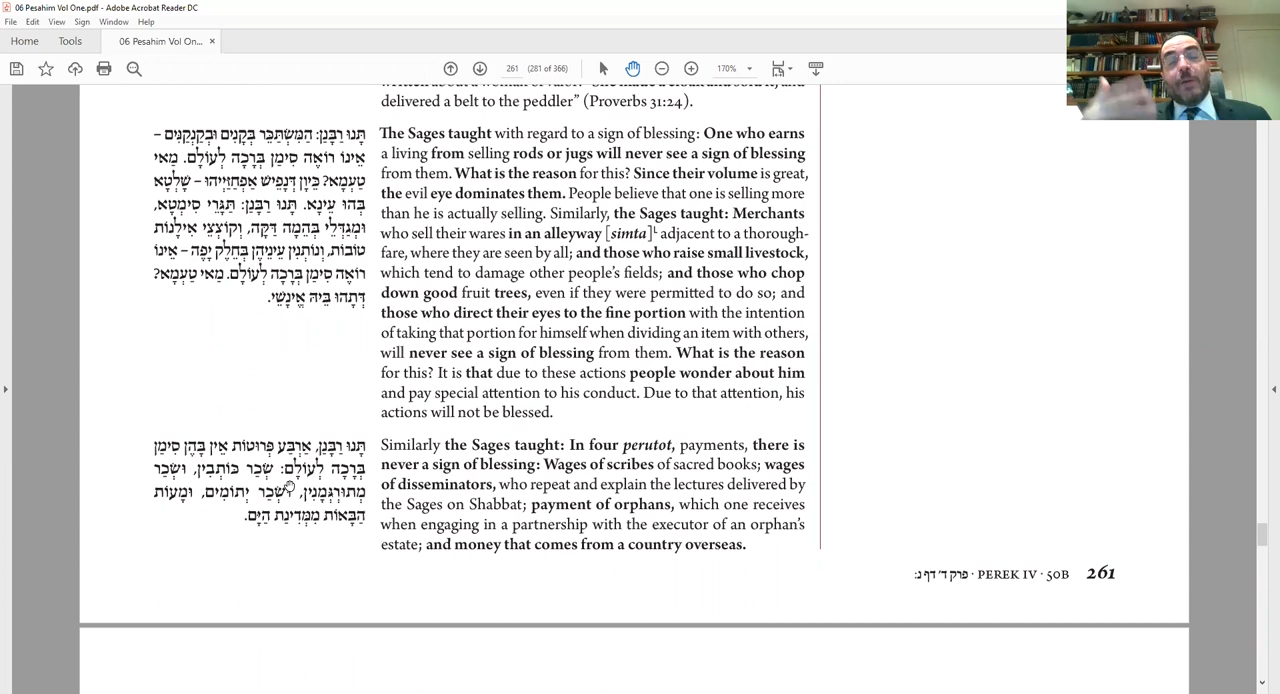 06 Pesahim Vol One.pdf - Adobe Acrobat Reader DC
File Edit View Sign Window Help
Home Tools 06 Pesahim Vol On... ×
261 (281 of 366) 170%
delivered a belt to the peddler” (Proverbs 31:24).
תָּנוּ רַבָּנַן: הַמִּשְׂתַּכֵּר בְּקָנִים וּבְקַנְקַנִּים –
אֵינוֹ רוֹאֶה סִימַן בְּרָכָה לְעוֹלָם. מַאי
טַעְמָא? כֵּיוָן דְּנָפֵישׁ אַפְחַזַּיְיהוּ – שָׁלְטָא
בְּהוּ עֵינָא. תָּנוּ רַבָּנַן: תַּגָּרֵי סִימְטָא,
וּמְגַדְּלֵי בְּהֵמָה דַּקָּה, וְקוֹצְצֵי אִילָנוֹת
טוֹבוֹת, וְנוֹתְנִין עֵינֵיהֶן בְּחֵלֶק יָפֶה – אֵינוֹ
רוֹאֶה סִימַן בְּרָכָה לְעוֹלָם. מַאי טַעְמָא?
דְּתָהוּ בֵּיהּ אֱינָשֵׁי.
The Sages taught with regard to a sign of blessing: One who earns
a living from selling rods or jugs will never see a sign of blessing
from them. What is the reason for this? Since their volume is great,
the evil eye dominates them. People believe that one is selling more
than he is actually selling. Similarly, the Sages taught: Merchants
who sell their wares in an alleyway [simta]L adjacent to a thorough-
fare, where they are seen by all; and those who raise small livestock,
which tend to damage other people’s fields; and those who chop
down good fruit trees, even if they were permitted to do so; and
those who direct their eyes to the fine portion with the intention
of taking that portion for himself when dividing an item with others,
will never see a sign of blessing from them. What is the reason
for this? It is that due to these actions people wonder about him
and pay special attention to his conduct. Due to that attention, his
actions will not be blessed.
תָּנוּ רַבָּנַן, אַרְבַּע פְּרוּטוֹת אֵין בָּהֶן סִימַן
בְּרָכָה לְעוֹלָם: שְׂכַר כּוֹתְבִין, וּשְׂכַר
מְתוּרְגְּמָנִין, וּשְׂכַר יְתוֹמִים, וּמָעוֹת
הַבָּאוֹת מִמְּדִינַת הַיָּם.
Similarly the Sages taught: In four perutot, payments, there is
never a sign of blessing: Wages of scribes of sacred books; wages
of disseminators, who repeat and explain the lectures delivered by
the Sages on Shabbat; payment of orphans, which one receives
when engaging in a partnership with the executor of an orphan’s
estate; and money that comes from a country overseas.
פרק ד׳ דף נ: · PEREK IV · 50B 261